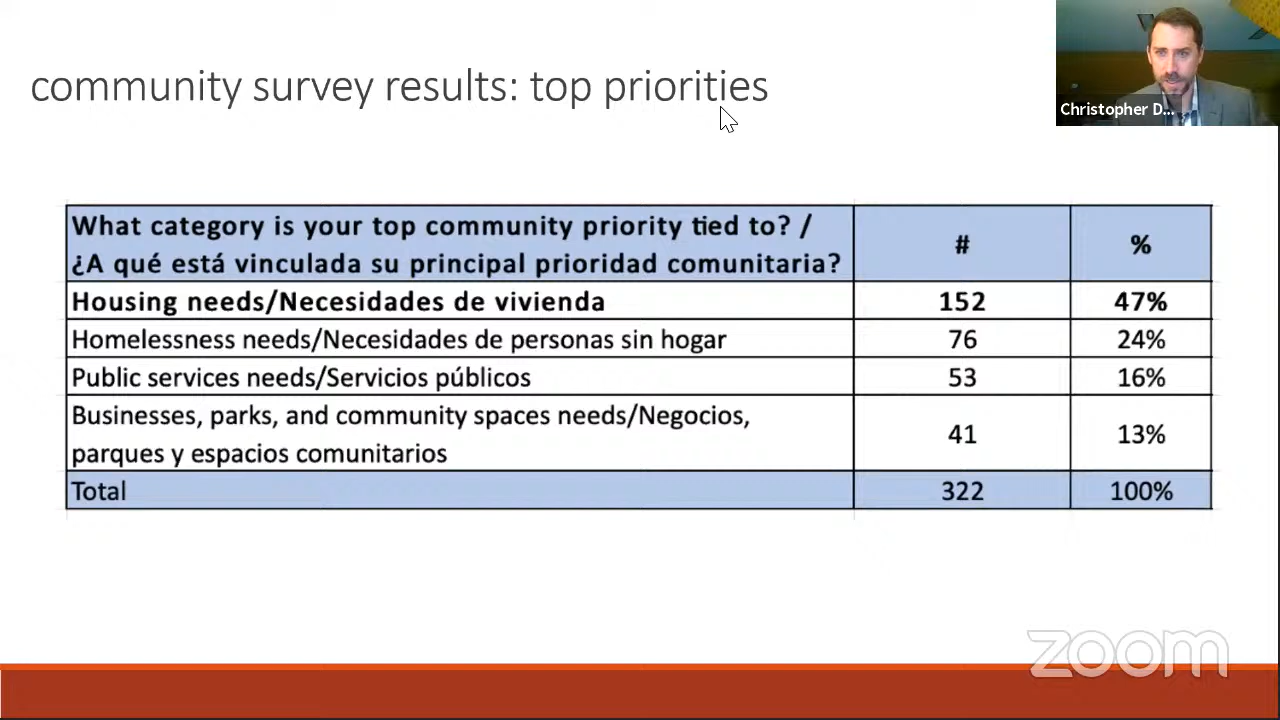 community survey results: top priorities
Christopher D...
What category is your top community priority tied to? /
¿A qué está vinculada su principal prioridad comunitaria?
#
%
Housing needs/Necesidades de vivienda
152
47%
Homelessness needs/Necesidades de personas sin hogar
76
24%
Public services needs/Servicios públicos
53
16%
Businesses, parks, and community spaces needs/Negocios,
parques y espacios comunitarios
41
13%
Total
322
100%
zoom